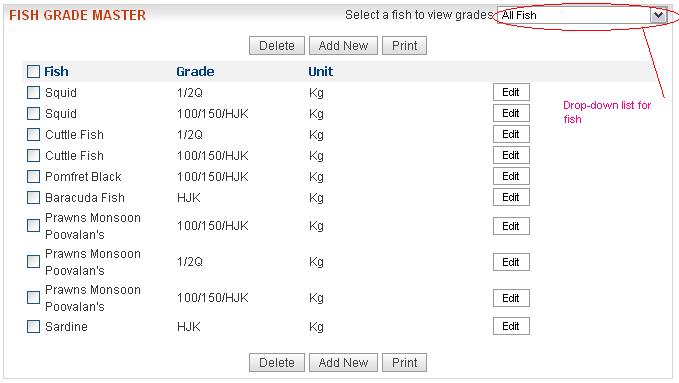 FISH GRADE MASTER Select a fish to view grades All Fish
Delete Add New Print
Fish Grade Unit
Squid 1/2Q Kg Edit
Squid 100/150/HJK Kg Edit
Drop-down list for
fish
Cuttle Fish 1/2Q Kg Edit
Cuttle Fish 100/150/HJK Kg Edit
Pomfret Black 100/150/HJK Kg Edit
Baracuda Fish HJK Kg Edit
Prawns Monsoon
Poovalan's 100/150/HJK Kg Edit
Prawns Monsoon
Poovalan's 1/2Q Kg Edit
Prawns Monsoon
Poovalan's 100/150/HJK Kg Edit
Sardine HJK Kg Edit
Delete Add New Print